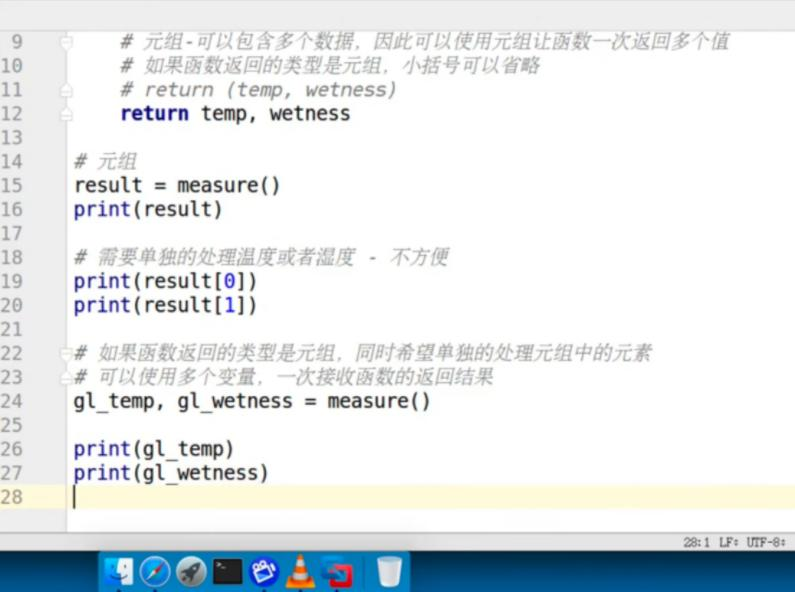 9 # 元组-可以包含多个数据，因此可以使用元组让函数一次返回多个值
10 # 如果函数返回的类型是元组，小括号可以省略
11 # return (temp, wetness)
12 return temp, wetness
13
14 # 元组
15 result = measure()
16 print(result)
17
18 # 需要单独的处理温度或者湿度 - 不方便
19 print(result[0])
20 print(result[1])
21
22 # 如果函数返回的类型是元组，同时希望单独的处理元组中的元素
23 # 可以使用多个变量，一次接收函数的返回结果
24 gl_temp, gl_wetness = measure()
25
26 print(gl_temp)
27 print(gl_wetness)
28
28:1 LF÷ UTF-8÷